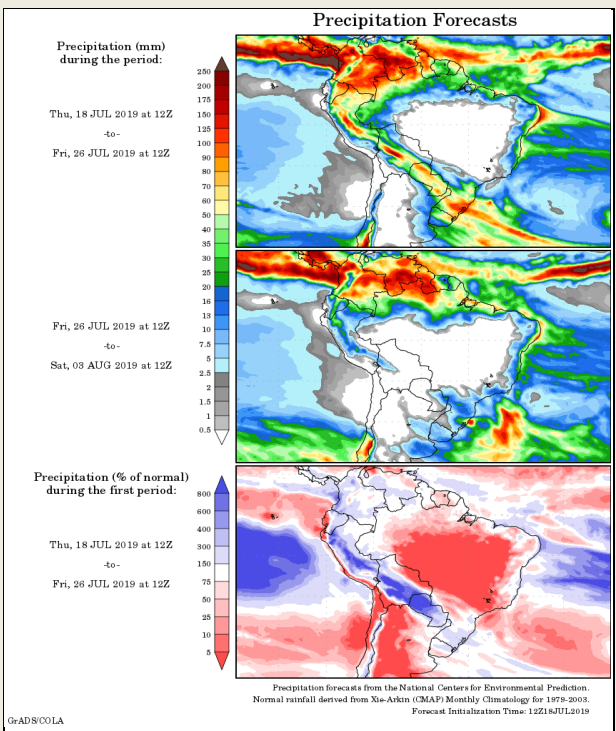 Precipitation Forecasts
Precipitation (mm)
during the period:
Thu, 18 JUL 2019 at 12Z
-to-
Fri, 26 JUL 2019 at 12Z
250
200
175
150
125
100
90
80
70
60
50
40
35
30
25
20
16
13
10
7.5
5
2.5
2
1.5
1
0.5
Fri, 26 JUL 2019 at 12Z
-to-
Sat, 03 AUG 2019 at 12Z
Precipitation (% of normal)
during the first period:
Thu, 18 JUL 2019 at 12Z
-to-
Fri, 26 JUL 2019 at 12Z
800
600
400
300
150
75
50
25
10
5
Precipitation forecasts from the National Centers for Environmental Prediction.
Normal rainfall derived from Xie-Arkin (CMAP) Monthly Climatology for 1979-2003.
Forecast Initialization Time: 12Z18JUL2019
GrADS/COLA